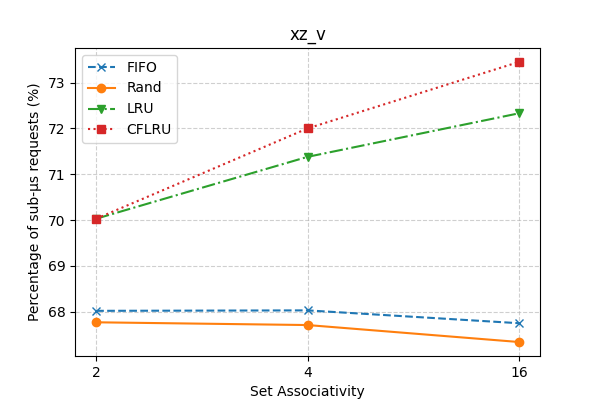 xz_v
Percentage of sub-μs requests (%)
73
72
71
70
69
68
FIFO
Rand
LRU
CFLRU
2
4
16
Set Associativity